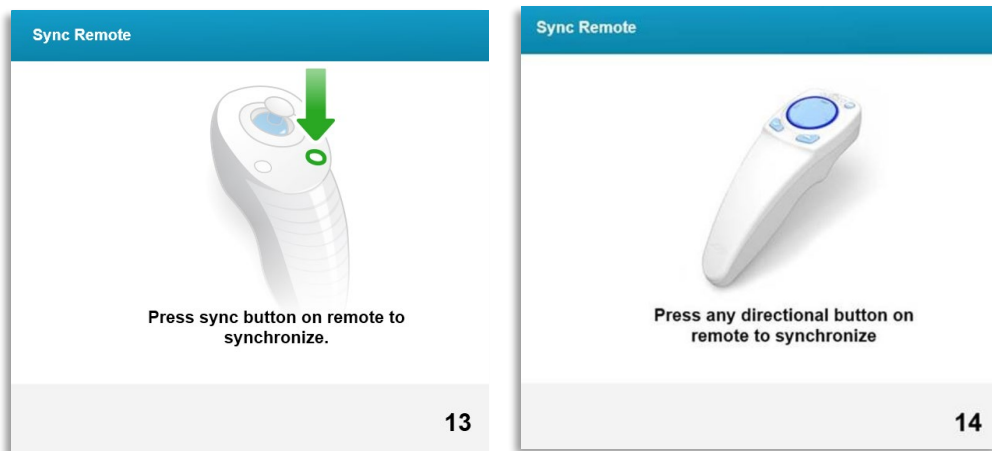 Sync Remote
Press sync button on remote to
synchronize.
13
Sync Remote
Press any directional button on
remote to synchronize
14